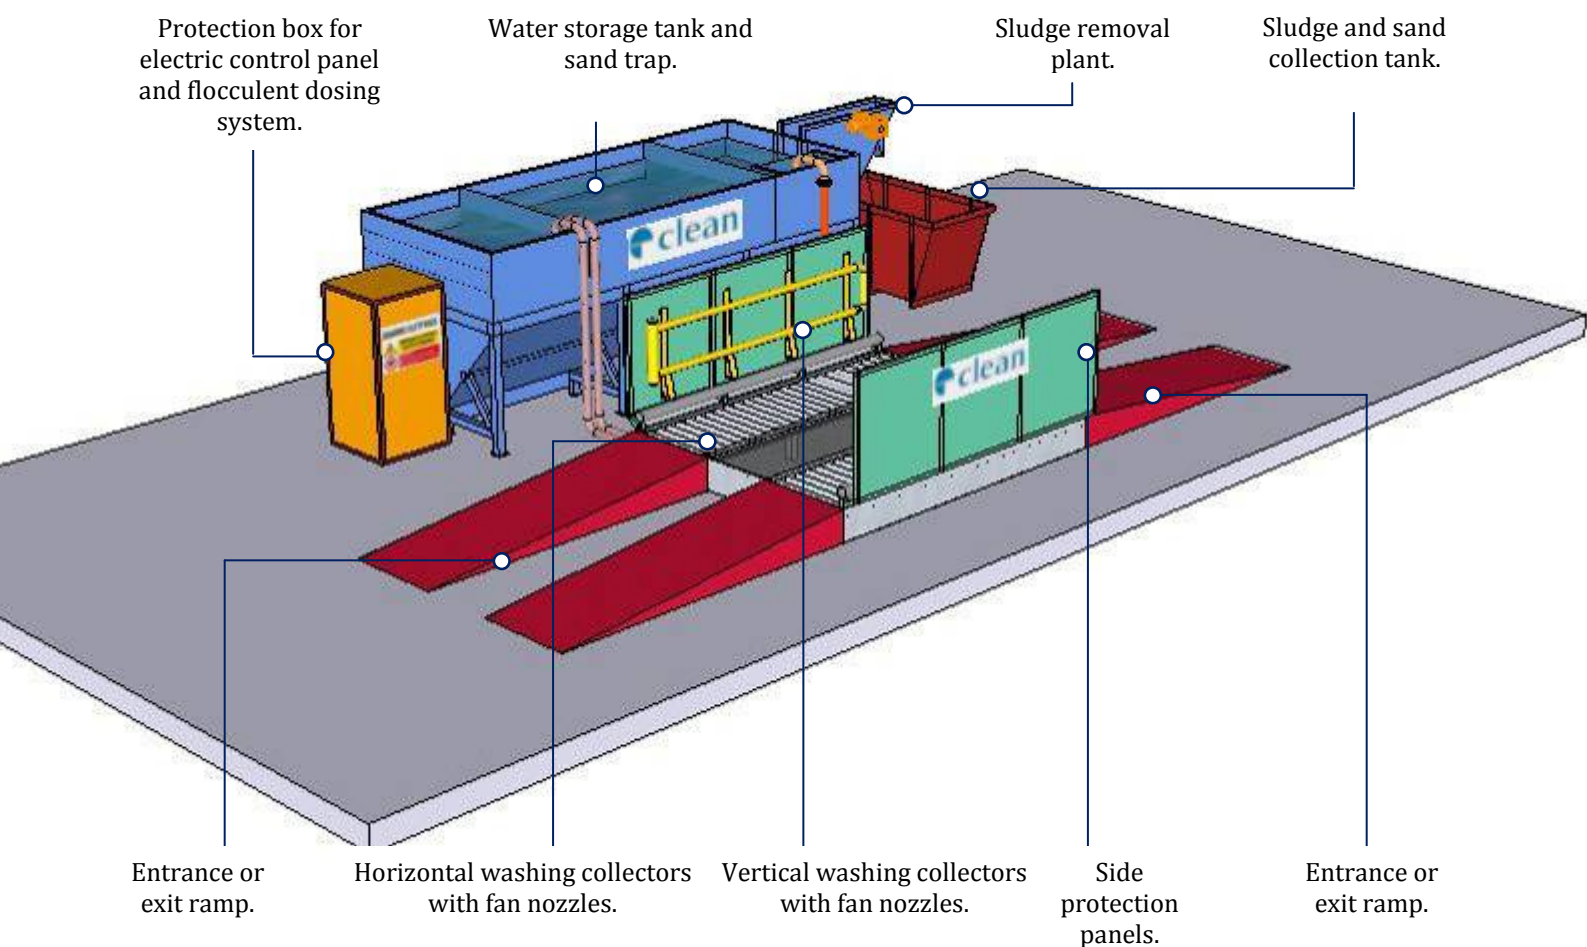 Protection box for
electric control panel
and flocculent dosing
system.
Water storage tank and
sand trap.
Sludge removal
plant.
Sludge and sand
collection tank.
clean
clean
Entrance or
exit ramp.
Horizontal washing collectors
with fan nozzles.
Vertical washing collectors
with fan nozzles.
Side
protection
panels.
Entrance or
exit ramp.